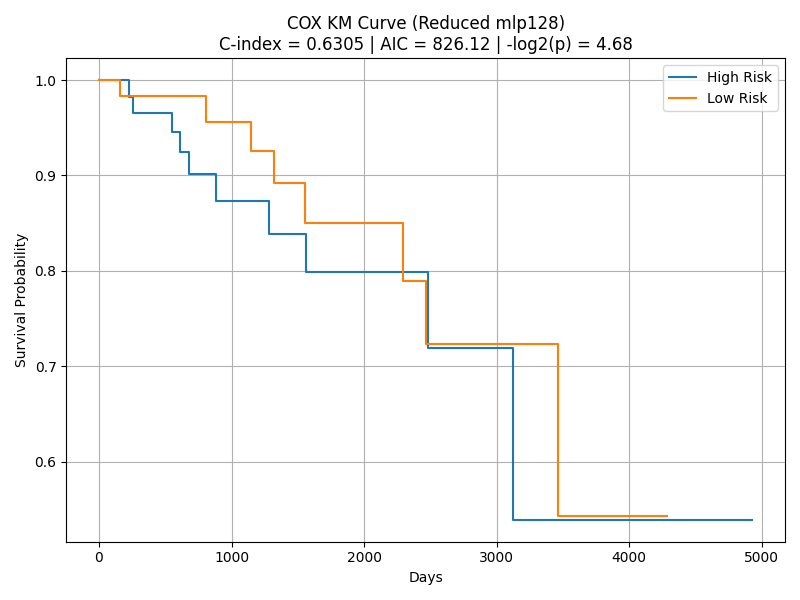 COX KM Curve (Reduced mlp128)
C-index = 0.6305 | AIC = 826.12 | -log2(p) = 4.68
High Risk
Low Risk
Survival Probability
1.0
0.9
0.8
0.7
0.6
0
1000
2000
3000
4000
5000
Days